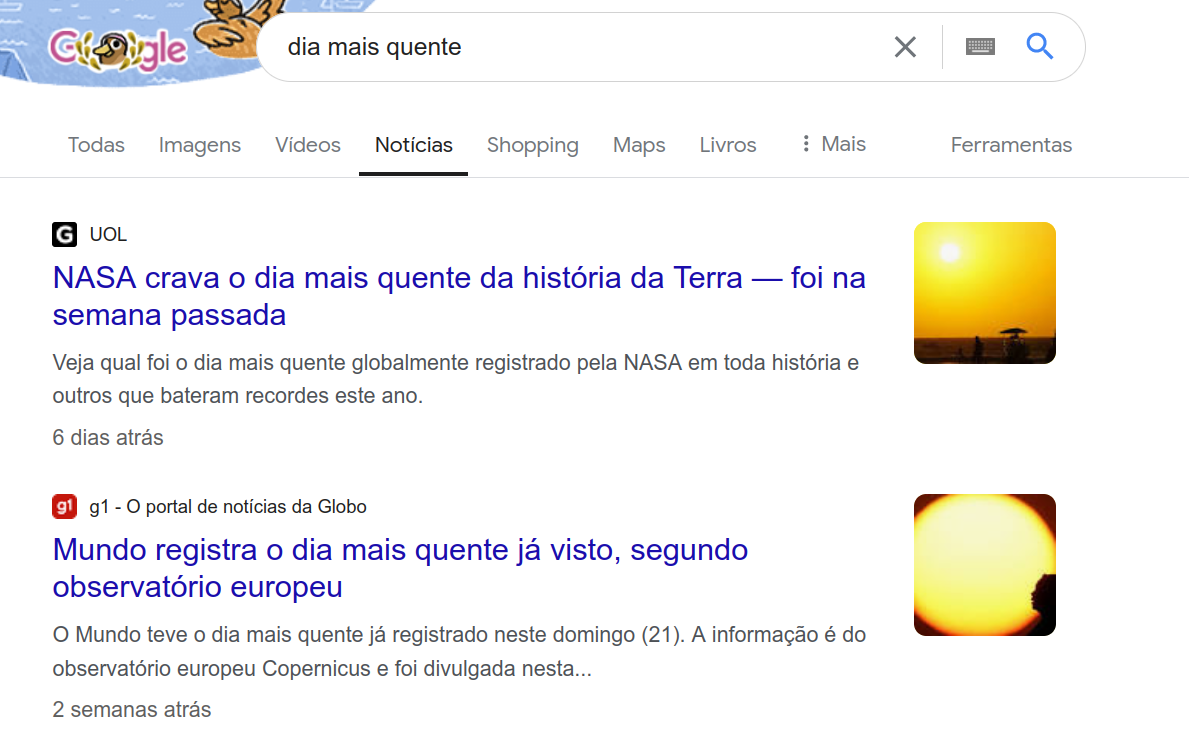 Google
dia mais quente
Todas Imagens Vídeos Notícias Shopping Maps Livros Mais Ferramentas
G UOL
NASA crava o dia mais quente da história da Terra — foi na
semana passada
Veja qual foi o dia mais quente globalmente registrado pela NASA em toda história e
outros que bateram recordes este ano.
6 dias atrás
g1 g1 - O portal de notícias da Globo
Mundo registra o dia mais quente já visto, segundo
observatório europeu
O Mundo teve o dia mais quente já registrado neste domingo (21). A informação é do
observatório europeu Copernicus e foi divulgada nesta...
2 semanas atrás